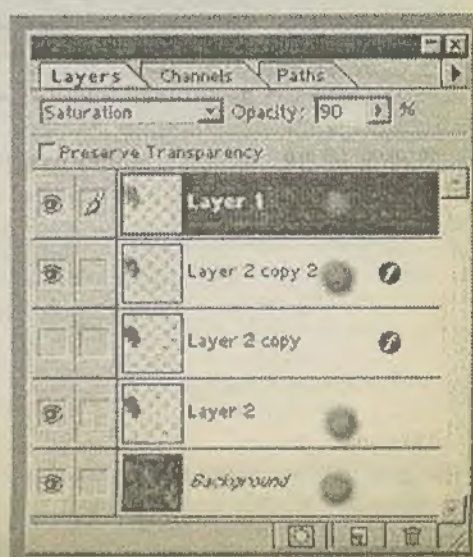 Layers Channels Paths
Saturation Opacity: 90 %
Preserve Transparency
Layer 1
Layer 2 copy 2
Layer 2 copy
Layer 2
Background